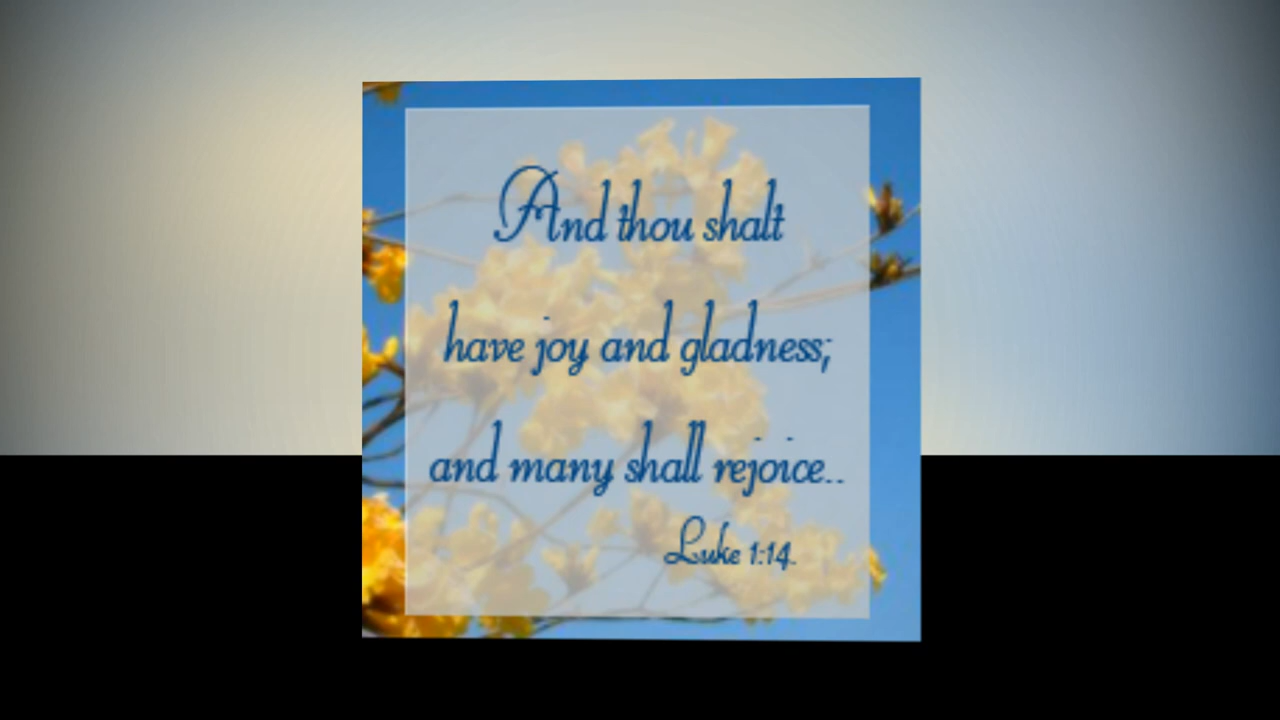 And thou shalt
have joy and gladness;
and many shall rejoice..
Luke 1:14.